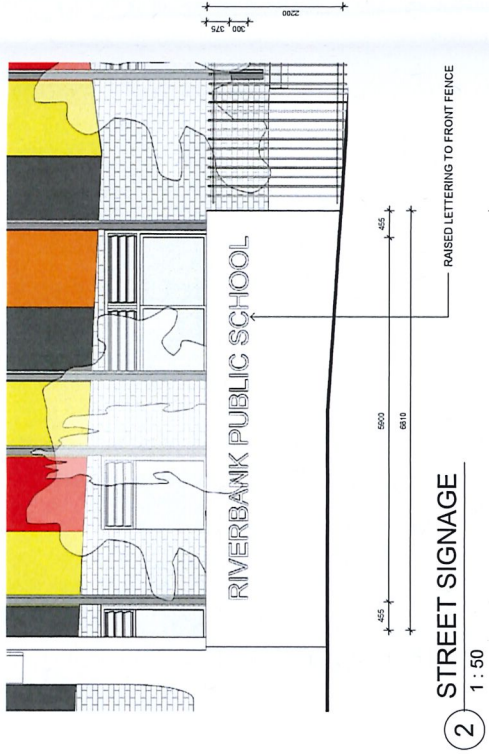 375
300
2200
RIVERBANK PUBLIC SCHOOL
455
5900
455
6810
RAISED LETTERING TO FRONT FENCE
2
STREET SIGNAGE
1 : 50